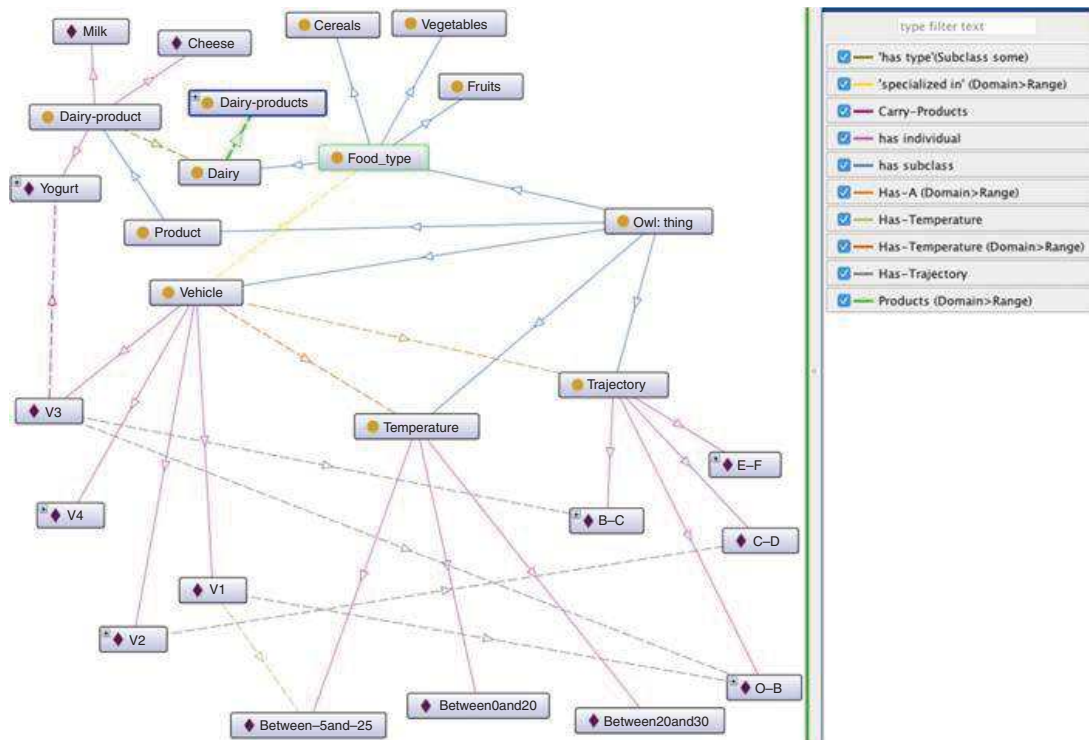 Milk
Cereals
Vegetables
Cheese
Fruits
Dairy-products
Dairy-product
Food_type
Dairy
Yogurt
Owl: thing
Product
Vehicle
Trajectory
V3
Temperature
E–F
V4
B–C
C–D
V1
V2
O–B
Between0and20
Between20and30
Between–5and–25
type filter text
'has type'(Subclass some)
'specialized in' (Domain>Range)
Carry-Products
has individual
has subclass
Has-A (Domain>Range)
Has-Temperature
Has-Temperature (Domain>Range)
Has-Trajectory
Products (Domain>Range)